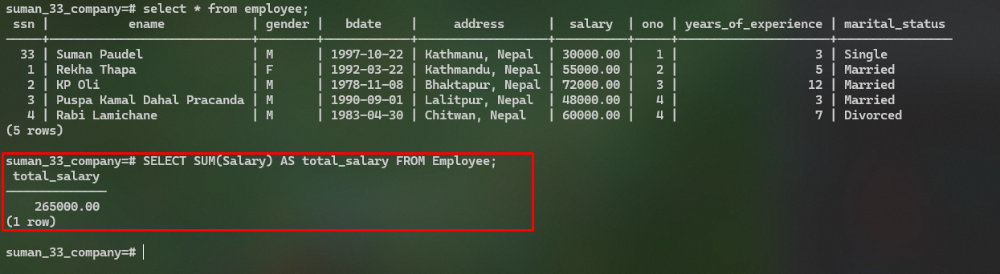 suman_33_company=# select * from employee;
 ssn |           ename            | gender |   bdate    |     address      |  salary  | ono | years_of_experience | marital_status
-----+----------------------------+--------+------------+------------------+----------+-----+---------------------+----------------
  33 | Suman Paudel               | M      | 1997-10-22 | Kathmanu, Nepal  | 30000.00 |   1 |                   3 | Single
   1 | Rekha Thapa                | F      | 1992-03-22 | Kathmandu, Nepal | 55000.00 |   2 |                   5 | Married
   2 | KP Oli                     | M      | 1978-11-08 | Bhaktapur, Nepal | 72000.00 |   3 |                  12 | Married
   3 | Puspa Kamal Dahal Pracanda | M      | 1990-09-01 | Lalitpur, Nepal  | 48000.00 |   4 |                   3 | Married
   4 | Rabi Lamichane             | M      | 1983-04-30 | Chitwan, Nepal   | 60000.00 |   4 |                   7 | Divorced
(5 rows)
suman_33_company=# SELECT SUM(Salary) AS total_salary FROM Employee;
 total_salary
--------------
    265000.00
(1 row)
suman_33_company=#